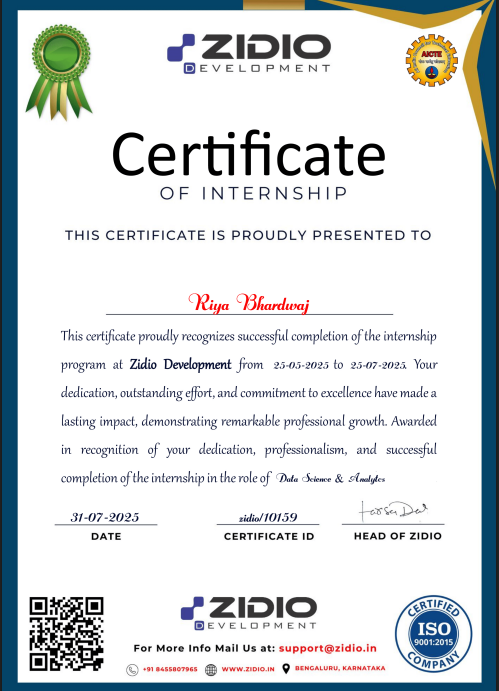 ZIDIO
DEVELOPMENT
AICTE
Certificate
OF INTERNSHIP
THIS CERTIFICATE IS PROUDLY PRESENTED TO
Riya Bhardwaj
This certificate proudly recognizes successful completion of the internship
program at Zidio Development from 25-05-2025 to 25-07-2025. Your
dedication, outstanding effort, and commitment to excellence have made a
lasting impact, demonstrating remarkable professional growth. Awarded
in recognition of your dedication, professionalism, and successful
completion of the internship in the role of Data Science & Analytcs
31-07-2025
zidio/10159
DATE
CERTIFICATE ID
HEAD OF ZIDIO
ZIDIO
DEVELOPMENT
For More Info Mail Us at: support@zidio.in
+91 8455807965 WWW.ZIDIO.IN BENGALURU, KARNATAKA
CERTIFIED
ISO
9001:2015
COMPANY